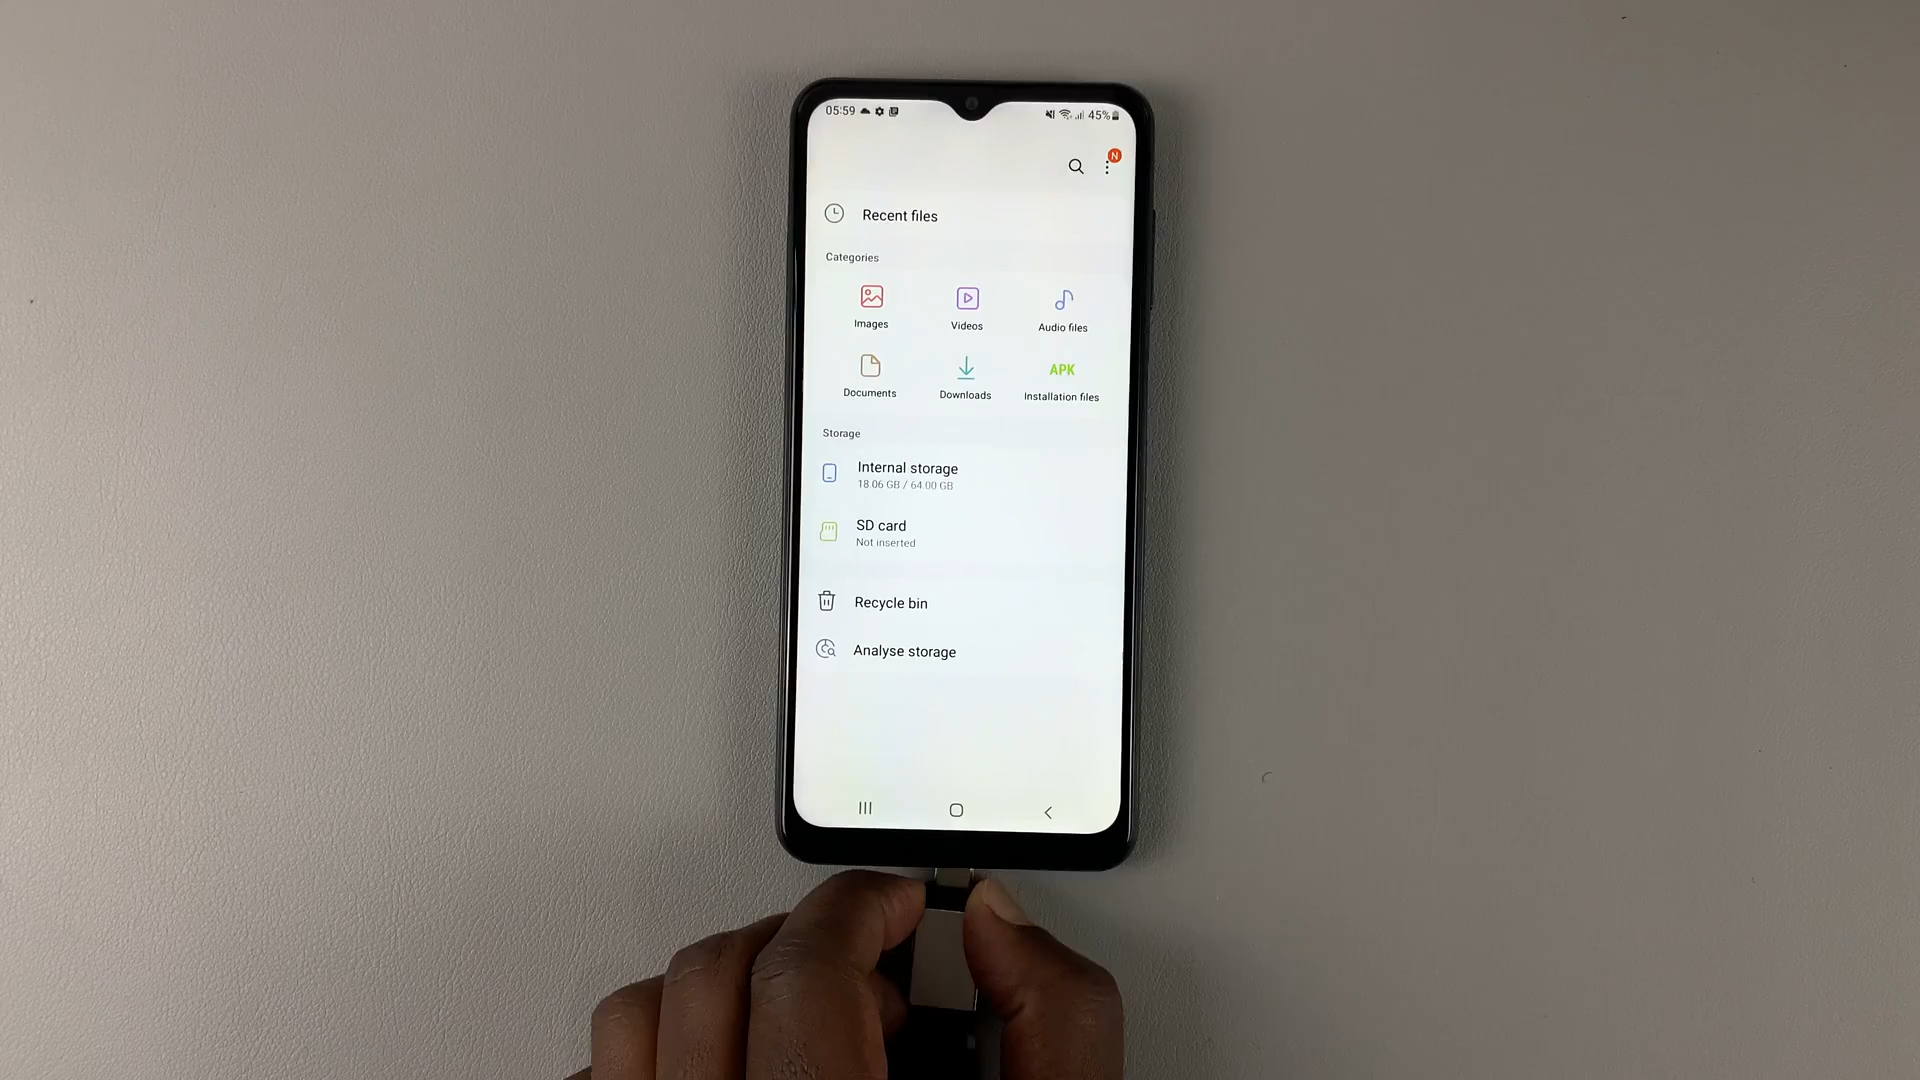 05:59
45%
N
Recent files
Categories
Images
Videos
Audio files
Documents
Downloads
APK
Installation files
Storage
Internal storage
18.06 GB / 64.00 GB
SD card
Not inserted
Recycle bin
Analyse storage